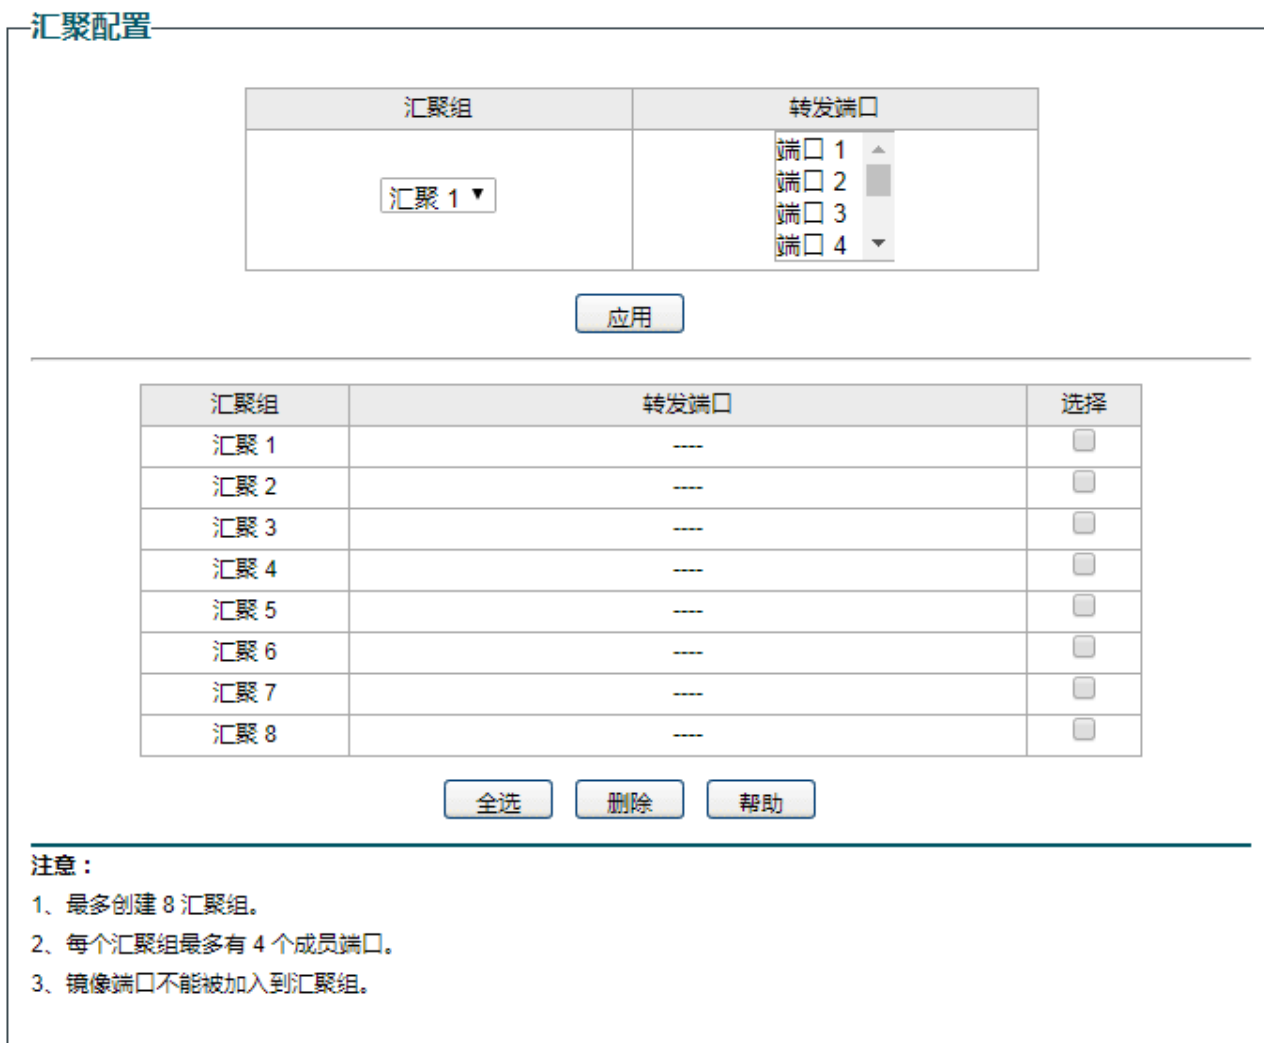 汇聚配置
汇聚组 转发端口
汇聚 1
端口 1
端口 2
端口 3
端口 4
应用
汇聚组 转发端口 选择
汇聚 1 ----
汇聚 2 ----
汇聚 3 ----
汇聚 4 ----
汇聚 5 ----
汇聚 6 ----
汇聚 7 ----
汇聚 8 ----
全选 删除 帮助
注意：
1、最多创建 8 汇聚组。
2、每个汇聚组最多有 4 个成员端口。
3、镜像端口不能被加入到汇聚组。